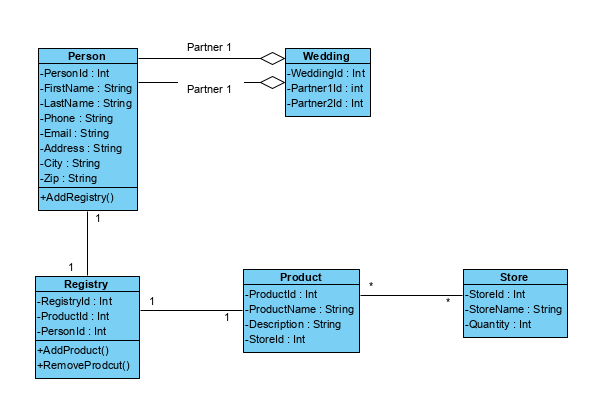 Partner 1
Partner 1
Person
-PersonId : Int
-FirstName : String
-LastName : String
-Phone : String
-Email : String
-Address : String
-City : String
-Zip : String
+AddRegistry()
Wedding
-WeddingId : Int
-Partner1Id : int
-Partner2Id : Int
1
1
Registry
-RegistryId : Int
-ProductId : Int
-PersonId : Int
+AddProduct()
+RemoveProdcut()
1
1
Product
-ProductId : Int
-ProductName : String
-Description : String
-StoreId : Int
*
*
Store
-StoreId : Int
-StoreName : String
-Quantity : Int